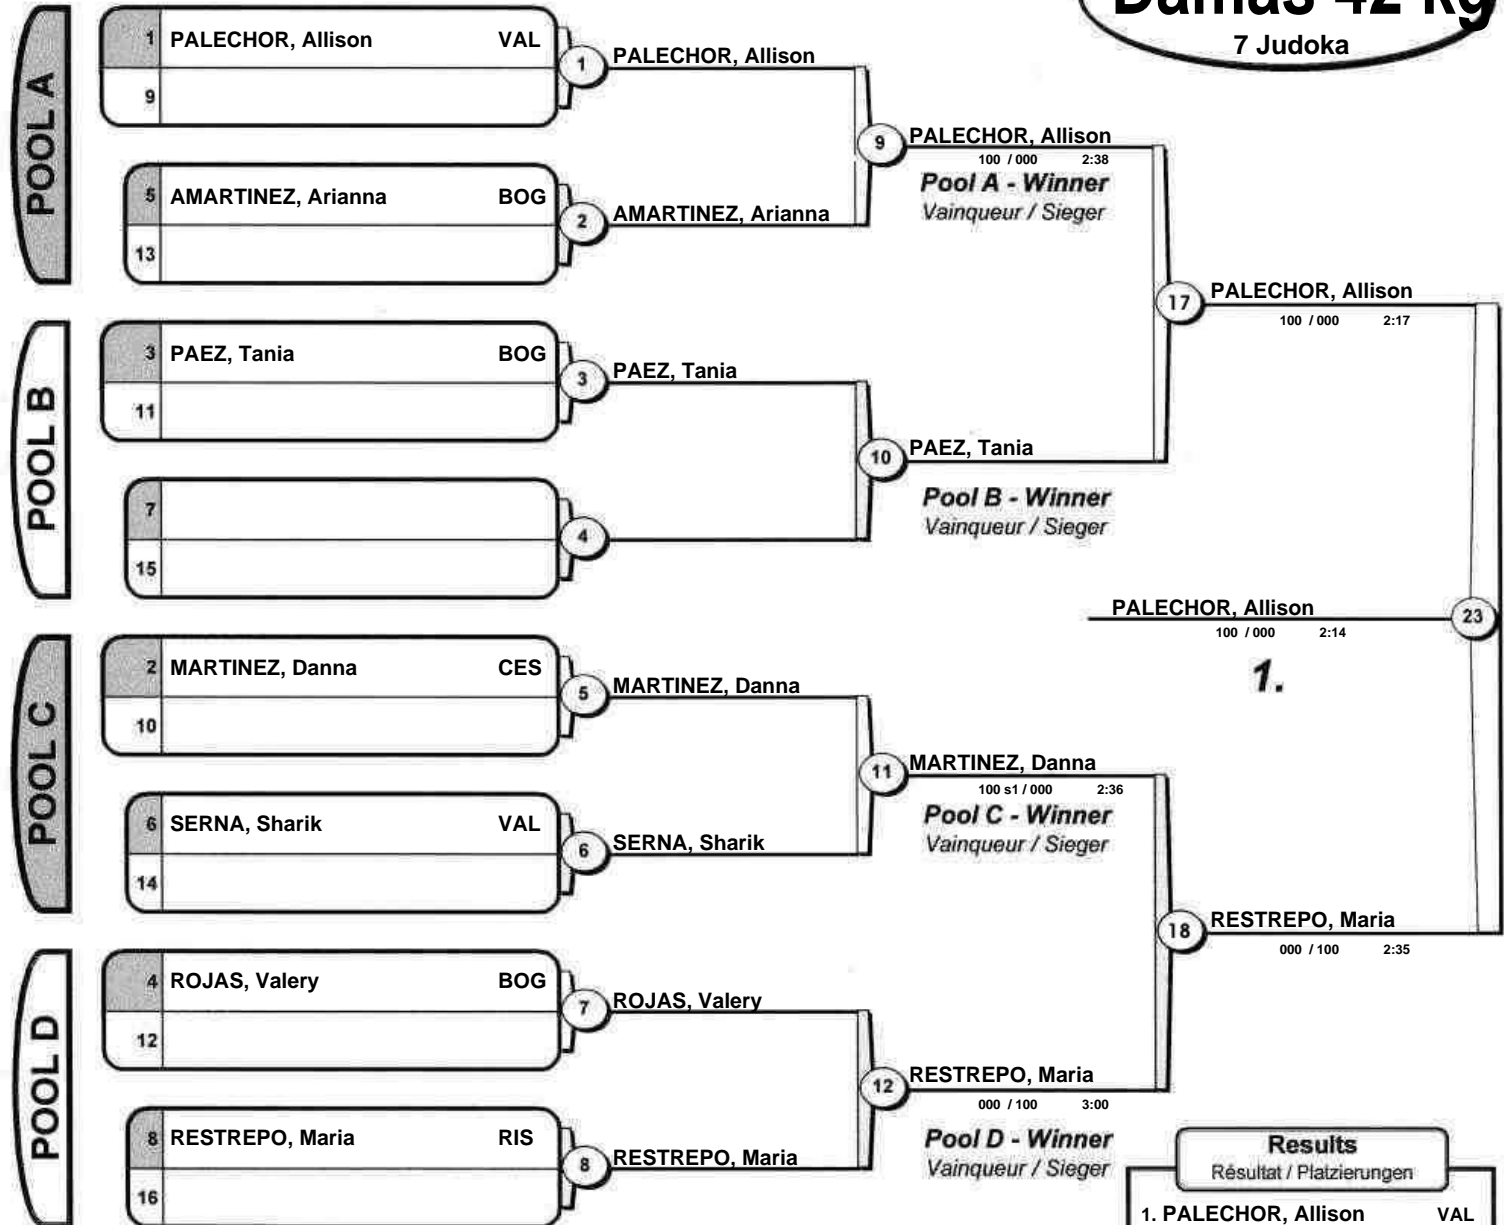 Damas 42 kg
7 Judoka
POOL A
1 PALECHOR, Allison VAL
9
1 PALECHOR, Allison
5 AMARTINEZ, Arianna BOG
13
2 AMARTINEZ, Arianna
9 PALECHOR, Allison
100 / 000 2:38
Pool A - Winner
Vainqueur / Sieger
POOL B
3 PAEZ, Tania BOG
11
3 PAEZ, Tania
7
15
4
10 PAEZ, Tania
Pool B - Winner
Vainqueur / Sieger
17 PALECHOR, Allison
100 / 000 2:17
POOL C
2 MARTINEZ, Danna CES
10
5 MARTINEZ, Danna
6 SERNA, Sharik VAL
14
6 SERNA, Sharik
11 MARTINEZ, Danna
100 s1 / 000 2:36
Pool C - Winner
Vainqueur / Sieger
POOL D
4 ROJAS, Valery BOG
12
7 ROJAS, Valery
8 RESTREPO, Maria RIS
16
8 RESTREPO, Maria
12 RESTREPO, Maria
000 / 100 3:00
Pool D - Winner
Vainqueur / Sieger
18 RESTREPO, Maria
000 / 100 2:35
PALECHOR, Allison 23
100 / 000 2:14
1.
Results
Résultat / Platzierungen
1. PALECHOR, Allison VAL